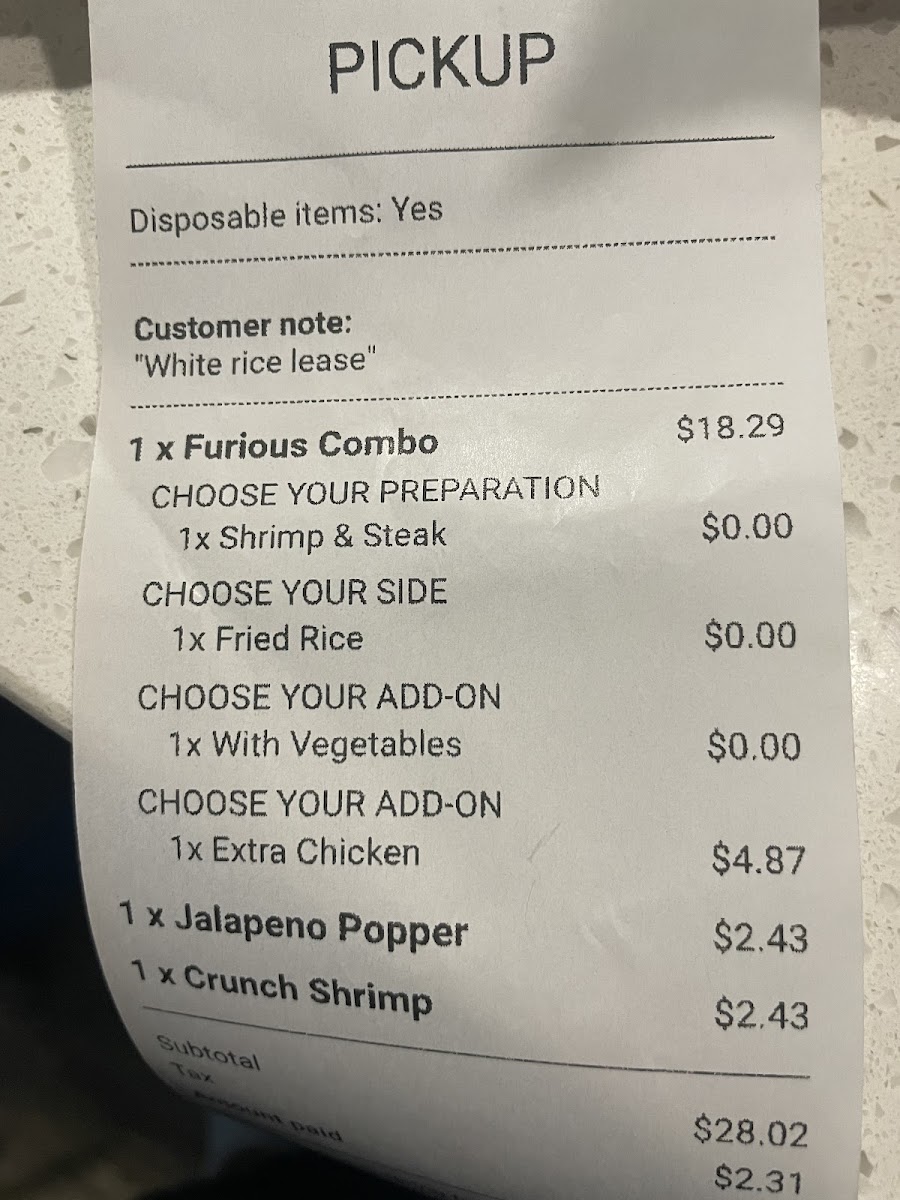 PICKUP
Disposable items: Yes
Customer note:
"White rice lease"
1 x Furious Combo $18.29
CHOOSE YOUR PREPARATION
1x Shrimp & Steak $0.00
CHOOSE YOUR SIDE
1x Fried Rice $0.00
CHOOSE YOUR ADD-ON
1x With Vegetables $0.00
CHOOSE YOUR ADD-ON
1x Extra Chicken $4.87
1 x Jalapeno Popper $2.43
1 x Crunch Shrimp $2.43
Subtotal $28.02
Tax $2.31
Amount paid